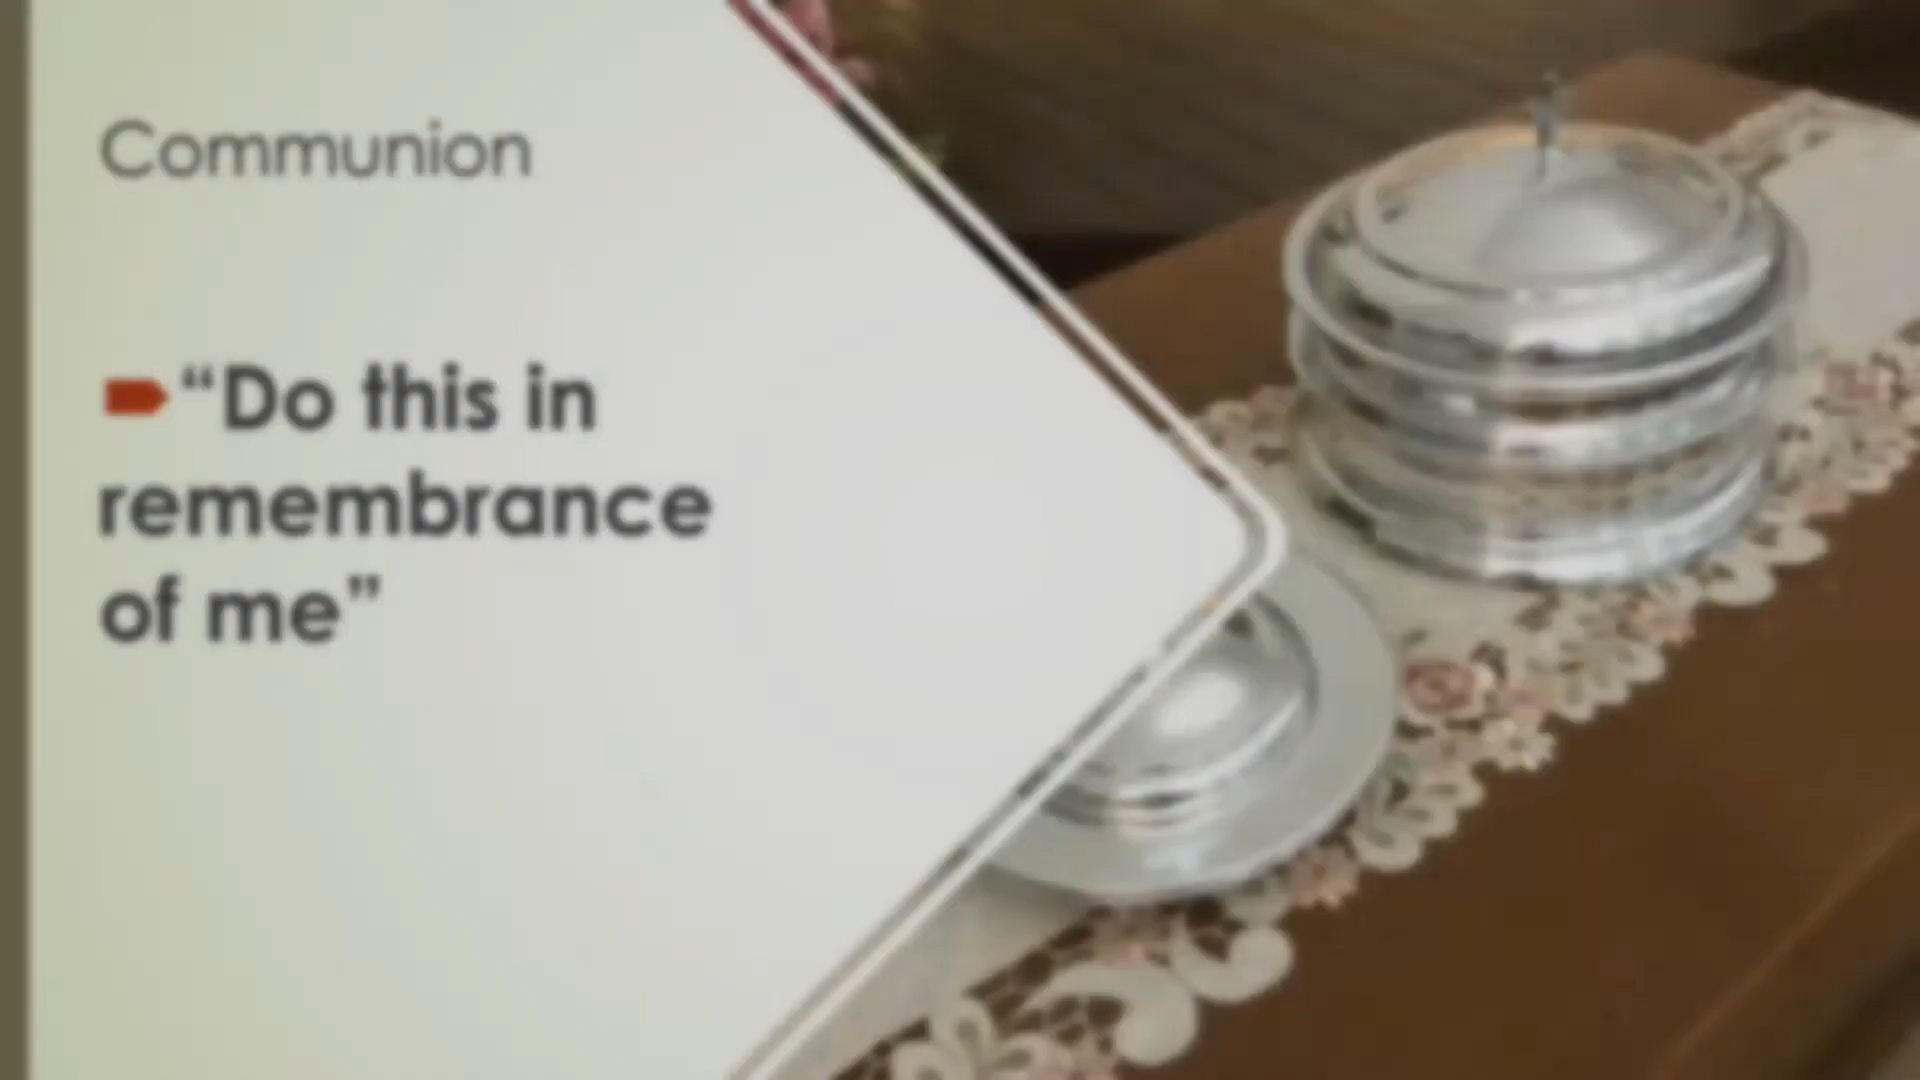 Communion
“Do this in
remembrance
of me”